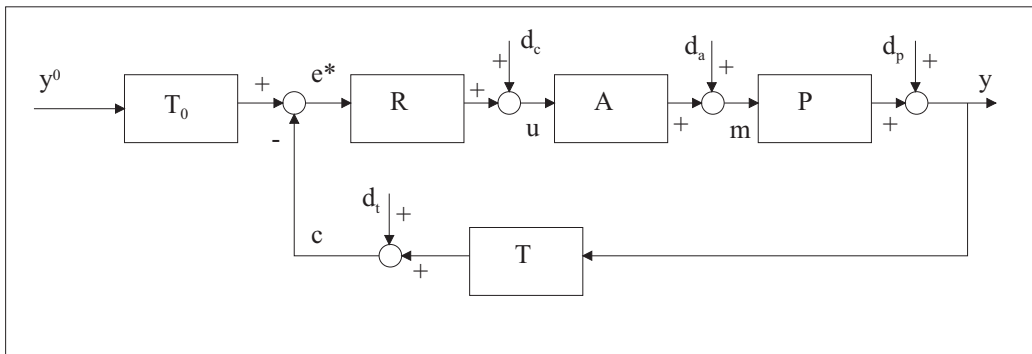 y⁰
T₀
+
e*
-
R
+
+
d_c
u
A
+
d_a
+
m
P
+
d_p
+
y
c
d_t
+
+
T